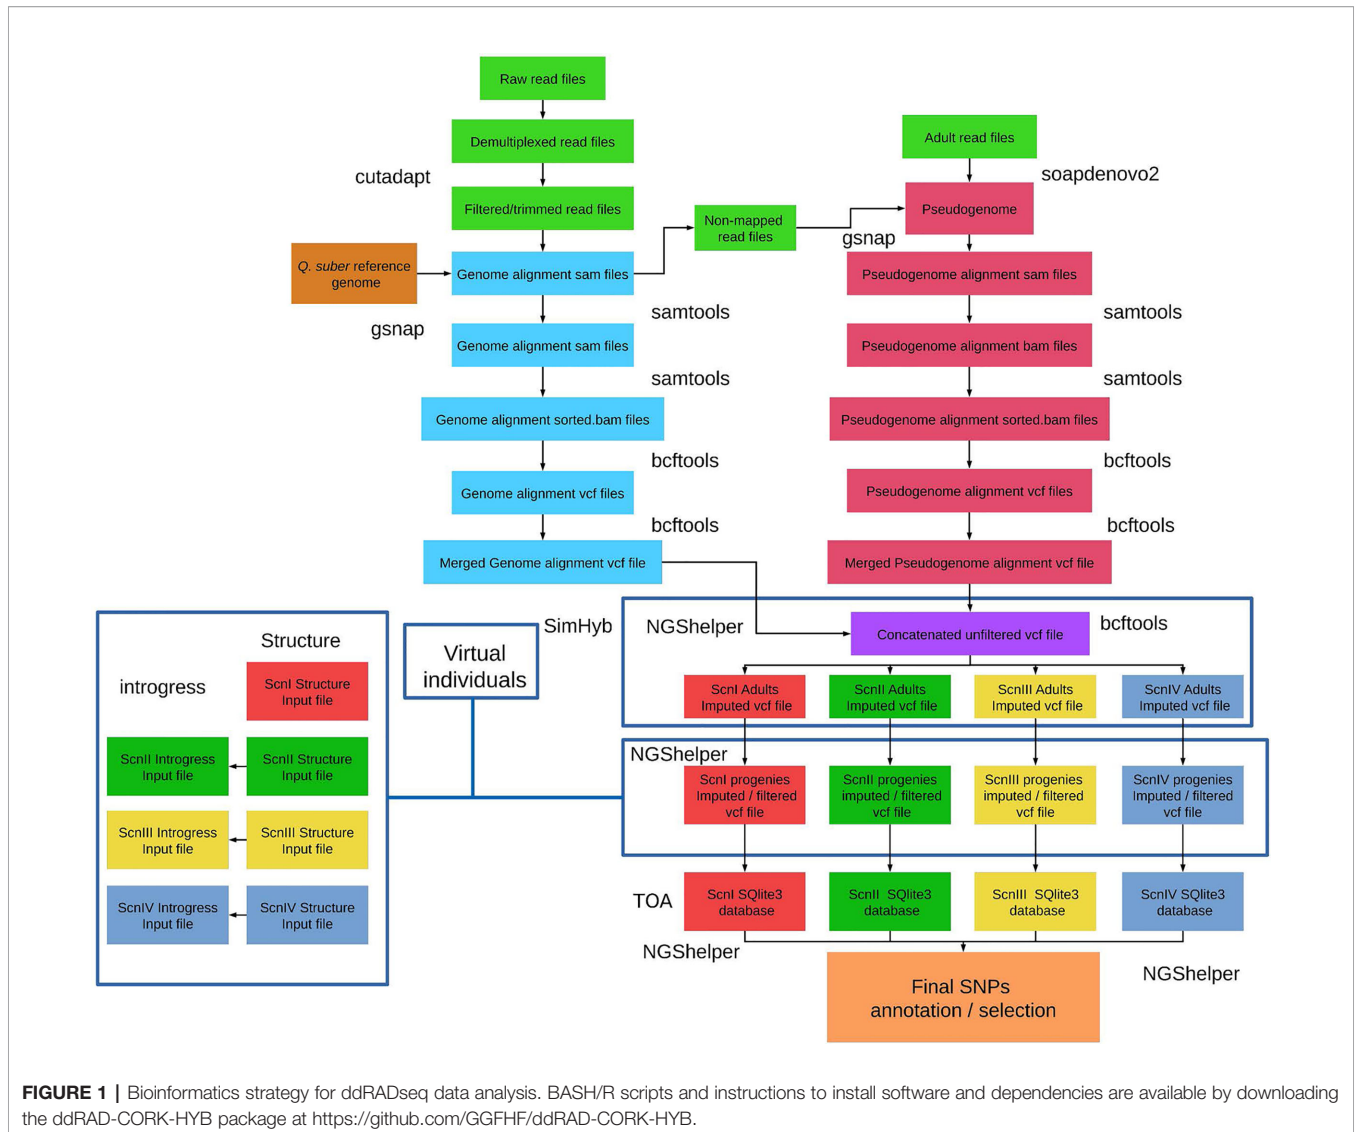 Raw read files
Demultiplexed read files
cutadapt
Filtered/trimmed read files
Q. suber reference
genome
Genome alignment sam files
gsnap
samtools
Genome alignment sam files
samtools
Genome alignment sorted.bam files
bcftools
Genome alignment vcf files
bcftools
Merged Genome alignment vcf file
Non-mapped
read files
Adult read files
soapdenovo2
Pseudogenome
gsnap
Pseudogenome alignment sam files
samtools
Pseudogenome alignment bam files
samtools
Pseudogenome alignment sorted.bam files
bcftools
Pseudogenome alignment vcf files
bcftools
Merged Pseudogenome alignment vcf file
Structure
introgress
ScnI Structure
Input file
ScnII Introgress
Input file
ScnII Structure
Input file
ScnIII Introgress
Input file
ScnIII Structure
Input file
ScnIV Introgress
Input file
ScnIV Structure
Input file
Virtual
individuals
SimHyb
NGShelper
Concatenated unfiltered vcf file
bcftools
ScnI Adults
Imputed vcf file
ScnII Adults
Imputed vcf file
ScnIII Adults
Imputed vcf file
ScnIV Adults
Imputed vcf file
NGShelper
ScnI progenies
Imputed / filtered
vcf file
ScnII progenies
imputed / filtered
vcf file
ScnIII progenies
imputed / filtered
vcf file
ScnIV progenies
Imputed / filtered
vcf file
TOA
ScnI SQlite3
database
ScnII SQlite3
database
ScnIII SQlite3
database
ScnIV SQlite3
database
NGShelper
NGShelper
Final SNPs
annotation / selection
FIGURE 1 | Bioinformatics strategy for ddRADseq data analysis. BASH/R scripts and instructions to install software and dependencies are available by downloading
the ddRAD-CORK-HYB package at https://github.com/GGFHF/ddRAD-CORK-HYB.